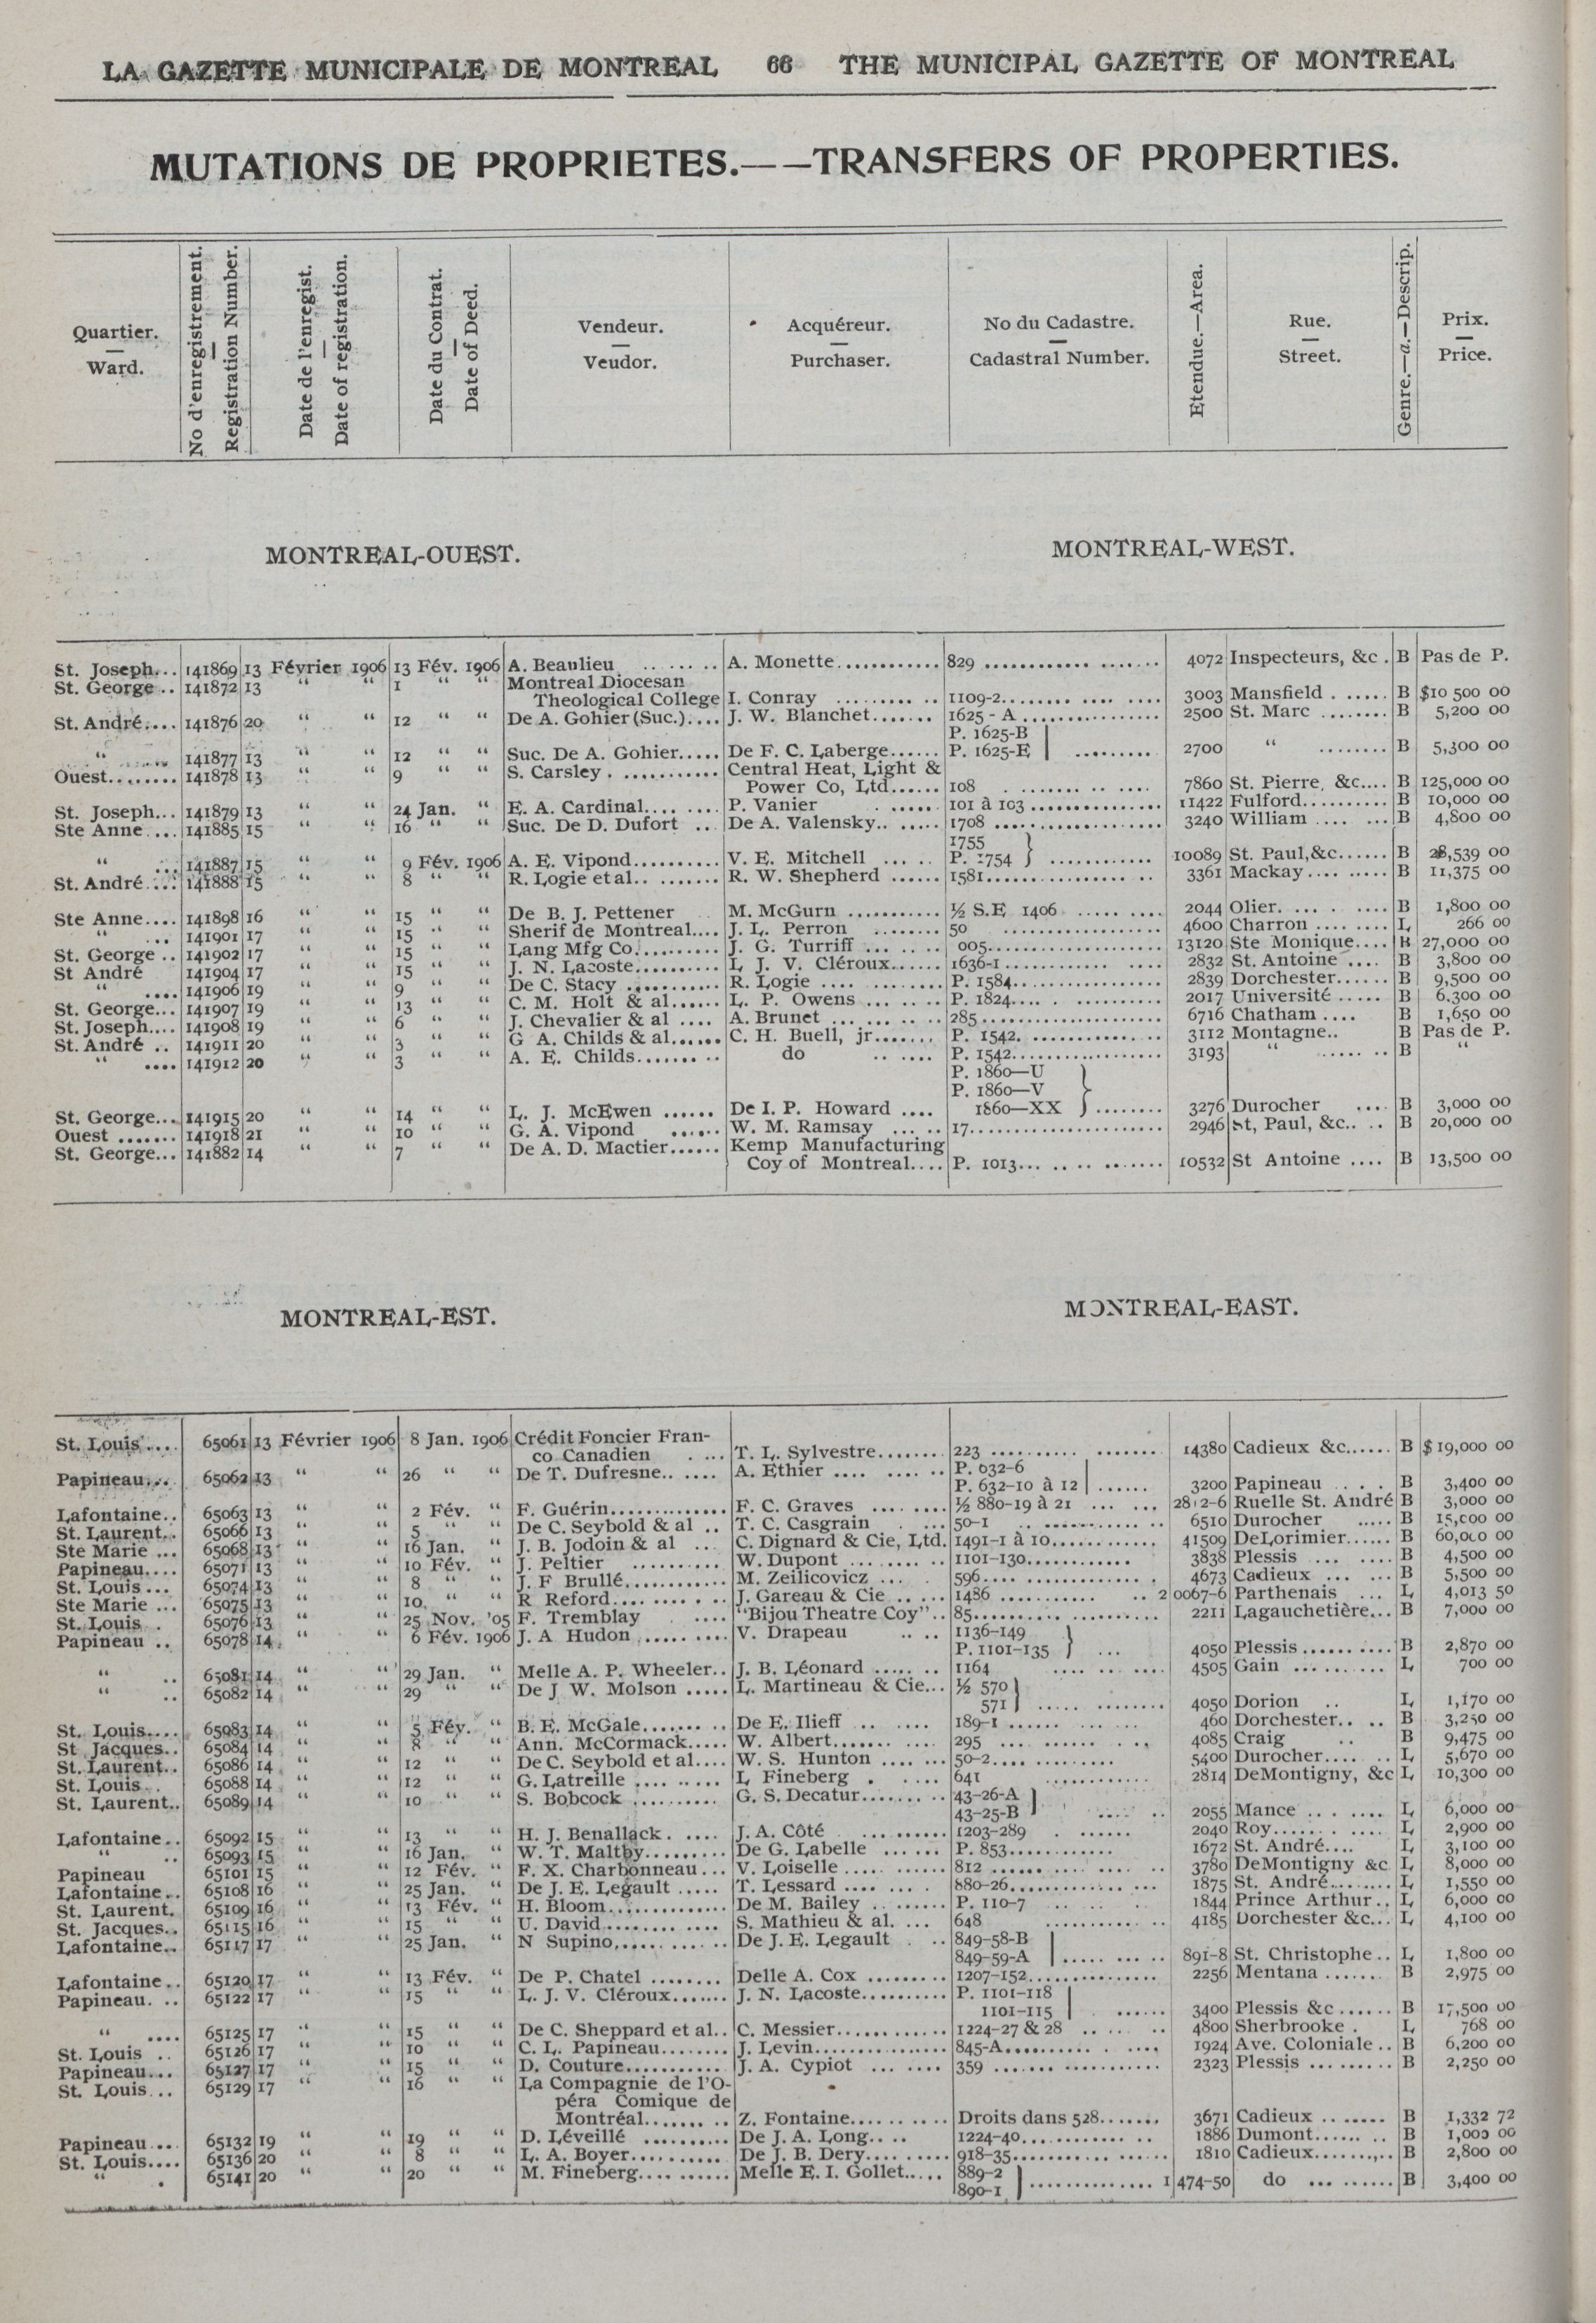 LA GAZETTE MUNICIPALE DE MONTREAL 66 THE MUNICIPAL GAZETTE OF MONTREAL
MUTATIONS DE PROPRIETES.——TRANSFERS OF PROPERTIES.
Quartier. — Ward.
No d'enregistrement. — Registration Number.
Date de l'enregist. — Date of registration.
Date du Contrat. — Date of Deed.
Vendeur. — Veudor.
Acquéreur. — Purchaser.
No du Cadastre. — Cadastral Number.
Etendue.—Area.
Rue. — Street.
Genre.—a.—Descrip.
Prix. — Price.
MONTREAL-OUEST. MONTREAL-WEST.
St. Joseph... 141869 13 Février 1906 13 Fév. 1906 A. Beaulieu ........ A. Monette............ 829 ............ ....... 4072 Inspecteurs, &c . B Pas de P.
St. George .. 141872 13 " " 1 " " Montreal Diocesan
Theological College I. Conray ......... .. 1109-2......... .... .... 3003 Mansfield . ...... B $10 500 00
St. André.... 141876 20 " " 12 " " De A. Gohier (Suc.).... J. W. Blanchet....... 1625 - A ................ 2500 St. Marc ........ B 5,200 00
P. 1625-B
" 141877 13 " " 12 " " Suc. De A. Gohier..... De F. C. Laberge...... P. 1625-E ......... 2700 " ........ B 5,300 00
Ouest........ 141878 13 " " 9 " " S. Carsley . ........... Central Heat, Light &
Power Co, Ltd...... 108 . ........ .. .... 7860 St. Pierre, &c.... B 125,000 00
St. Joseph... 141879 13 " " 24 Jan. " E. A. Cardinal.... .... P. Vanier . ...... 101 à 103 ............... 11422 Fulford.......... B 10,000 00
Ste Anne .... 141885 15 " " 16 " " Suc. De D. Dufort ... De A. Valensky.. ..... 1708 .................. 3240 William .... ... B 4,800 00
1755
" ... 141887 15 " " 9 Fév. 1906 A. E. Vipond.......... V. E. Mitchell ... .. P. 1754 } ............ 10089 St. Paul,&c...... B 28,539 00
St. André.... 141888 15 " " 8 " " R. Logie et al.. ........ R. W. Shepherd ...... 1581................ .. 3361 Mackay.... ..... B 11,375 00
Ste Anne.... 141898 16 " " 15 " " De B. J. Pettener M. McGurn ........... ½ S.E 1406 ..... .... 2044 Olier. ... . .... B 1,800 00
" ... 141901 17 " " 15 " " Sherif de Montreal.... J. L. Perron ........ 50 .................. 4600 Charron .... .... L 266 00
St. George .. 141902 17 " " 15 " " Lang Mfg Co.......... J. G. Turriff ... ... . 005..................... 13120 Ste Monique.... B 27,000 00
St André 141904 17 " " 15 " " J. N. Lacoste.......... L J. V. Cléroux...... 1636-1............ .... 2832 St. Antoine .... B 3,800 00
" .... 141906 19 " " 9 " " De C. Stacy ........... R. Logie .... ......... P. 1584................. 2839 Dorchester...... B 9,500 00
St. George... 141907 19 " " 13 " " C. M. Holt & al...... L. P. Owens ... ... .. P. 1824.... . .......... 2017 Université ..... B 6.300 00
St. Joseph.... 141908 19 " " 6 " " J. Chevalier & al .... A. Brunet ... ... .. .. 285..................... 6716 Chatham .... B 1,650 00
St. André .. 141911 20 " " 3 " " G A. Childs & al...... C. H. Buell, jr....... P. 1542. ............... 3112 Montagne.. B Pas de P.
" .... 141912 20 " " 3 " " A. E. Childs....... .. do .. .... P. 1542.................. 3193 " ...... .. B "
P. 1860—U
P. 1860—V
St. George... 141915 20 " " 14 " " L. J. McEwen ...... De I. P. Howard .... 1860—XX } ........ 3276 Durocher .... B 3,000 00
Ouest ....... 141918 21 " " 10 " " G. A. Vipond ...... W. M. Ramsay ... .. 17...................... 2946 St, Paul, &c.. .. B 20,000 00
St. George... 141882 14 " " 7 " " De A. D. Mactier...... Kemp Manufacturing
Coy of Montreal.... P. 1013... .. .. ....... 10532 St Antoine .... B 13,500 00
MONTREAL-EST. MONTREAL-EAST.
St. Louis .... 65061 13 Février 1906 8 Jan. 1906 Crédit Foncier Fran-
co Canadien . ... T. L. Sylvestre........ 223 .......... ....... 14380 Cadieux &c...... B $19,000 00
Papineau... 65062 13 " " 26 " " De T. Dufresne.. ..... A. Ethier .... .... .. P. 632-6
P. 632-10 à 12 ...... 3200 Papineau .. . . B 3,400 00
Lafontaine.. 65063 13 " " 2 Fév. " F. Guérin.............. F. C. Graves .... .... ½ 880-19 à 21 ... ... 2812-6 Ruelle St. André B 3,000 00
St. Laurent.. 65066 13 " " 5 " " De C. Seybold & al .. T. C. Casgrain . ... 50-1 .. ............ .. 6510 Durocher ..... B 15,000 00
Ste Marie ... 65068 13 " " 16 Jan. " J. B. Jodoin & al ... C. Dignard & Cie, Ltd. 1491-1 à 10............ 41509 DeLorimier...... B 60,000 00
Papineau.... 65071 13 " " 10 Fév. " J. Peltier ........... W. Dupont ... ... .. 1101-130............ 3838 Plessis ... .... B 4,500 00
St. Louis ... 65074 13 " " 8 " " J. F Brullé............ M. Zeilicovicz ... . 596.... ............... . 4673 Cadieux ... ... B 5,500 00
Ste Marie ... 65075 13 " " 10. " " R Reford.... .... .. . J. Gareau & Cie .. ... 1486 ........... .. 2 0067-6 Parthenais ... L 4,013 50
St. Louis . 65076 13 " " 25 Nov. '05 F. Tremblay .... "Bijou Theatre Coy".. 85......... ........... 2211 Lagauchetière... B 7,000 00
Papineau .. 65078 14 " " 6 Fév. 1906 J. A Hudon ...... .... V. Drapeau .. .. 1136-149
P. 1101-135 } ... 4050 Plessis........... B 2,870 00
" .. 65081 14 " " 29 Jan. " Melle A. P. Wheeler.. J. B. Léonard ..... .. 1164 .... ... .... 4505 Gain .......... L 700 00
" .. 65082 14 " " 29 " " De J W. Molson ..... L. Martineau & Cie... ½ 570
571 } ..... ........ 4050 Dorion .. L 1,170 00
St. Louis.... 65083 14 " " 5 Fév. " B. E. McGale....... .. De E. Ilieff .. .... 189-1 ...... ... ... 460 Dorchester.. .. B 3,250 00
St Jacques.. 65084 14 " " 8 " " Ann. McCormack..... W. Albert....... .... 295 ... ....... .. .. 4085 Craig .. B 9,475 00
St. Laurent.. 65086 14 " " 12 " " De C. Seybold et al.... W. S. Hunton .... ... 50-2.... .......... 5400 Durocher.... .. L 5,670 00
St. Louis .. 65088 14 " " 12 " " G. Latreille .... ..... L Fineberg . .... 641 ............ 2814 DeMontigny, &c L 10,300 00
St. Laurent.. 65089 14 " " 10 " " S. Bobcock .......... G. S. Decatur....... .. 43-26-A
43-25-B } .... .. 2055 Mance .. . .... L 6,000 00
Lafontaine.. 65092 15 " " 13 " " H. J. Benallack. .... J. A. Côté ... ...... 1203-289 . ...... 2040 Roy....... . .... L 2,900 00
" .. 65093 15 " " 16 Jan. " W. T. Maltby......... De G. Labelle ... ... P. 853............ 1672 St. André.... L 3,100 00
Papineau 65101 15 " " 12 Fév. " F. X. Charbonneau... V. Loiselle ..... ..... 812 ...... .... .... .. 3780 DeMontigny &c L 8,000 00
Lafontaine.. 65108 16 " " 25 Jan. " De J. E. Legault ..... T. Lessard .... .... . 880-26............ ... 1875 St. André...... L 1,550 00
St. Laurent. 65109 16 " " 13 Fév. " H. Bloom.............. De M. Bailey .. ...... P. 110-7 .. .. . . 1844 Prince Arthur .. L 6,000 00
St. Jacques.. 65115 16 " " 15 " " U. David........ .... S. Mathieu & al. ... 648 ........... .. 4185 Dorchester &c... L 4,100 00
Lafontaine.. 65117 17 " " 25 Jan. " N Supino,...... .. .. De J. E. Legault . .. 849-58-B
849-59-A ..... ... .. 891-8 St. Christophe .. L 1,800 00
Lafontaine.. 65120 17 " " 13 Fév. " De P. Chatel ........ Delle A. Cox ......... 1207-152............... 2256 Mentana ....... B 2,975 00
Papineau. .. 65122 17 " " 15 " " L. J. V. Cléroux....... J. N. Lacoste.......... P. 1101-118
1101-115 ...... 3400 Plessis &c ...... B 17,500 00
" .... 65125 17 " " 15 " " De C. Sheppard et al.. C. Messier............ 1224-27 & 28 .. .. .. 4800 Sherbrooke . L 768 00
St. Louis .. 65126 17 " " 10 " " C. L. Papineau........ J. Levin............... 845-A.......... . .... 1924 Ave. Coloniale .. B 6,200 00
Papineau... 65127 17 " " 15 " " D. Couture............ J. A. Cypiot ... .... 359 .... .............. 2323 Plessis ......... B 2,250 00
St. Louis... 65129 17 " " 16 " " La Compagnie de l'O-
péra Comique de
Montréal....... .. Z. Fontaine.... ...... Droits dans 528....... 3671 Cadieux ........ B 1,332 72
Papineau... 65132 19 " " 19 " " D. Léveillé .......... De J. A. Long.. .. 1224-40............. .. 1886 Dumont...... .. B 1,000 00
St. Louis.... 65136 20 " " 8 " " L. A. Boyer........... De J. B. Dery.... ..... 918-35.......... ...... 1810 Cadieux......,.. B 2,800 00
" . 65141 20 " " 20 " " M. Fineberg.... ...... Melle E. I. Gollet..... 889-2
890-1 } .............. 1 474-50 do ... ....... B 3,400 00